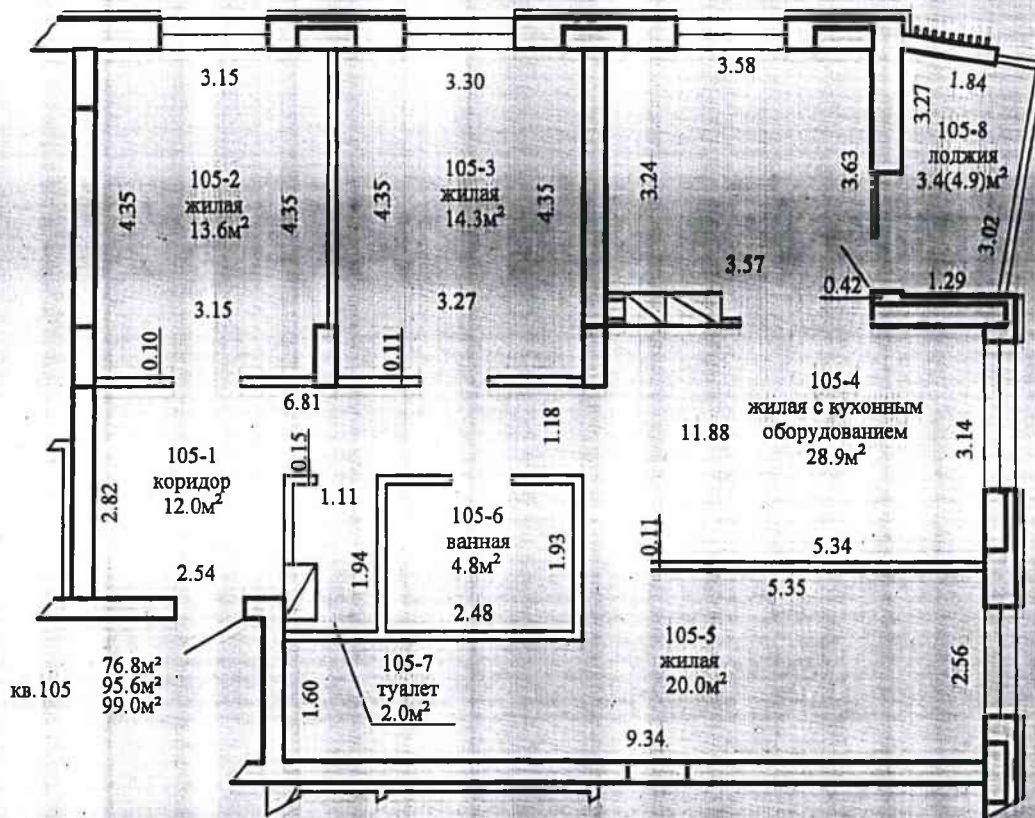 3.15
3.30
3.58
1.84
3.27
105-8
лоджия
3.4(4.9)м²
105-2
жилая
13.6м²
4.35
4.35
105-3
жилая
14.3м²
4.35
4.35
3.24
3.63
3.02
3.57
0.42
1.29
3.15
3.27
0.10
0.11
6.81
1.18
105-4
жилая с кухонным
оборудованием
28.9м²
11.88
3.14
105-1
коридор
12.0м²
2.82
0.15
1.11
105-6
ванная
4.8м²
1.94
1.93
0.11
5.34
2.54
2.48
5.35
105-5
жилая
20.0м²
2.56
кв.105
76.8м²
95.6м²
99.0м²
105-7
туалет
2.0м²
1.60
9.34